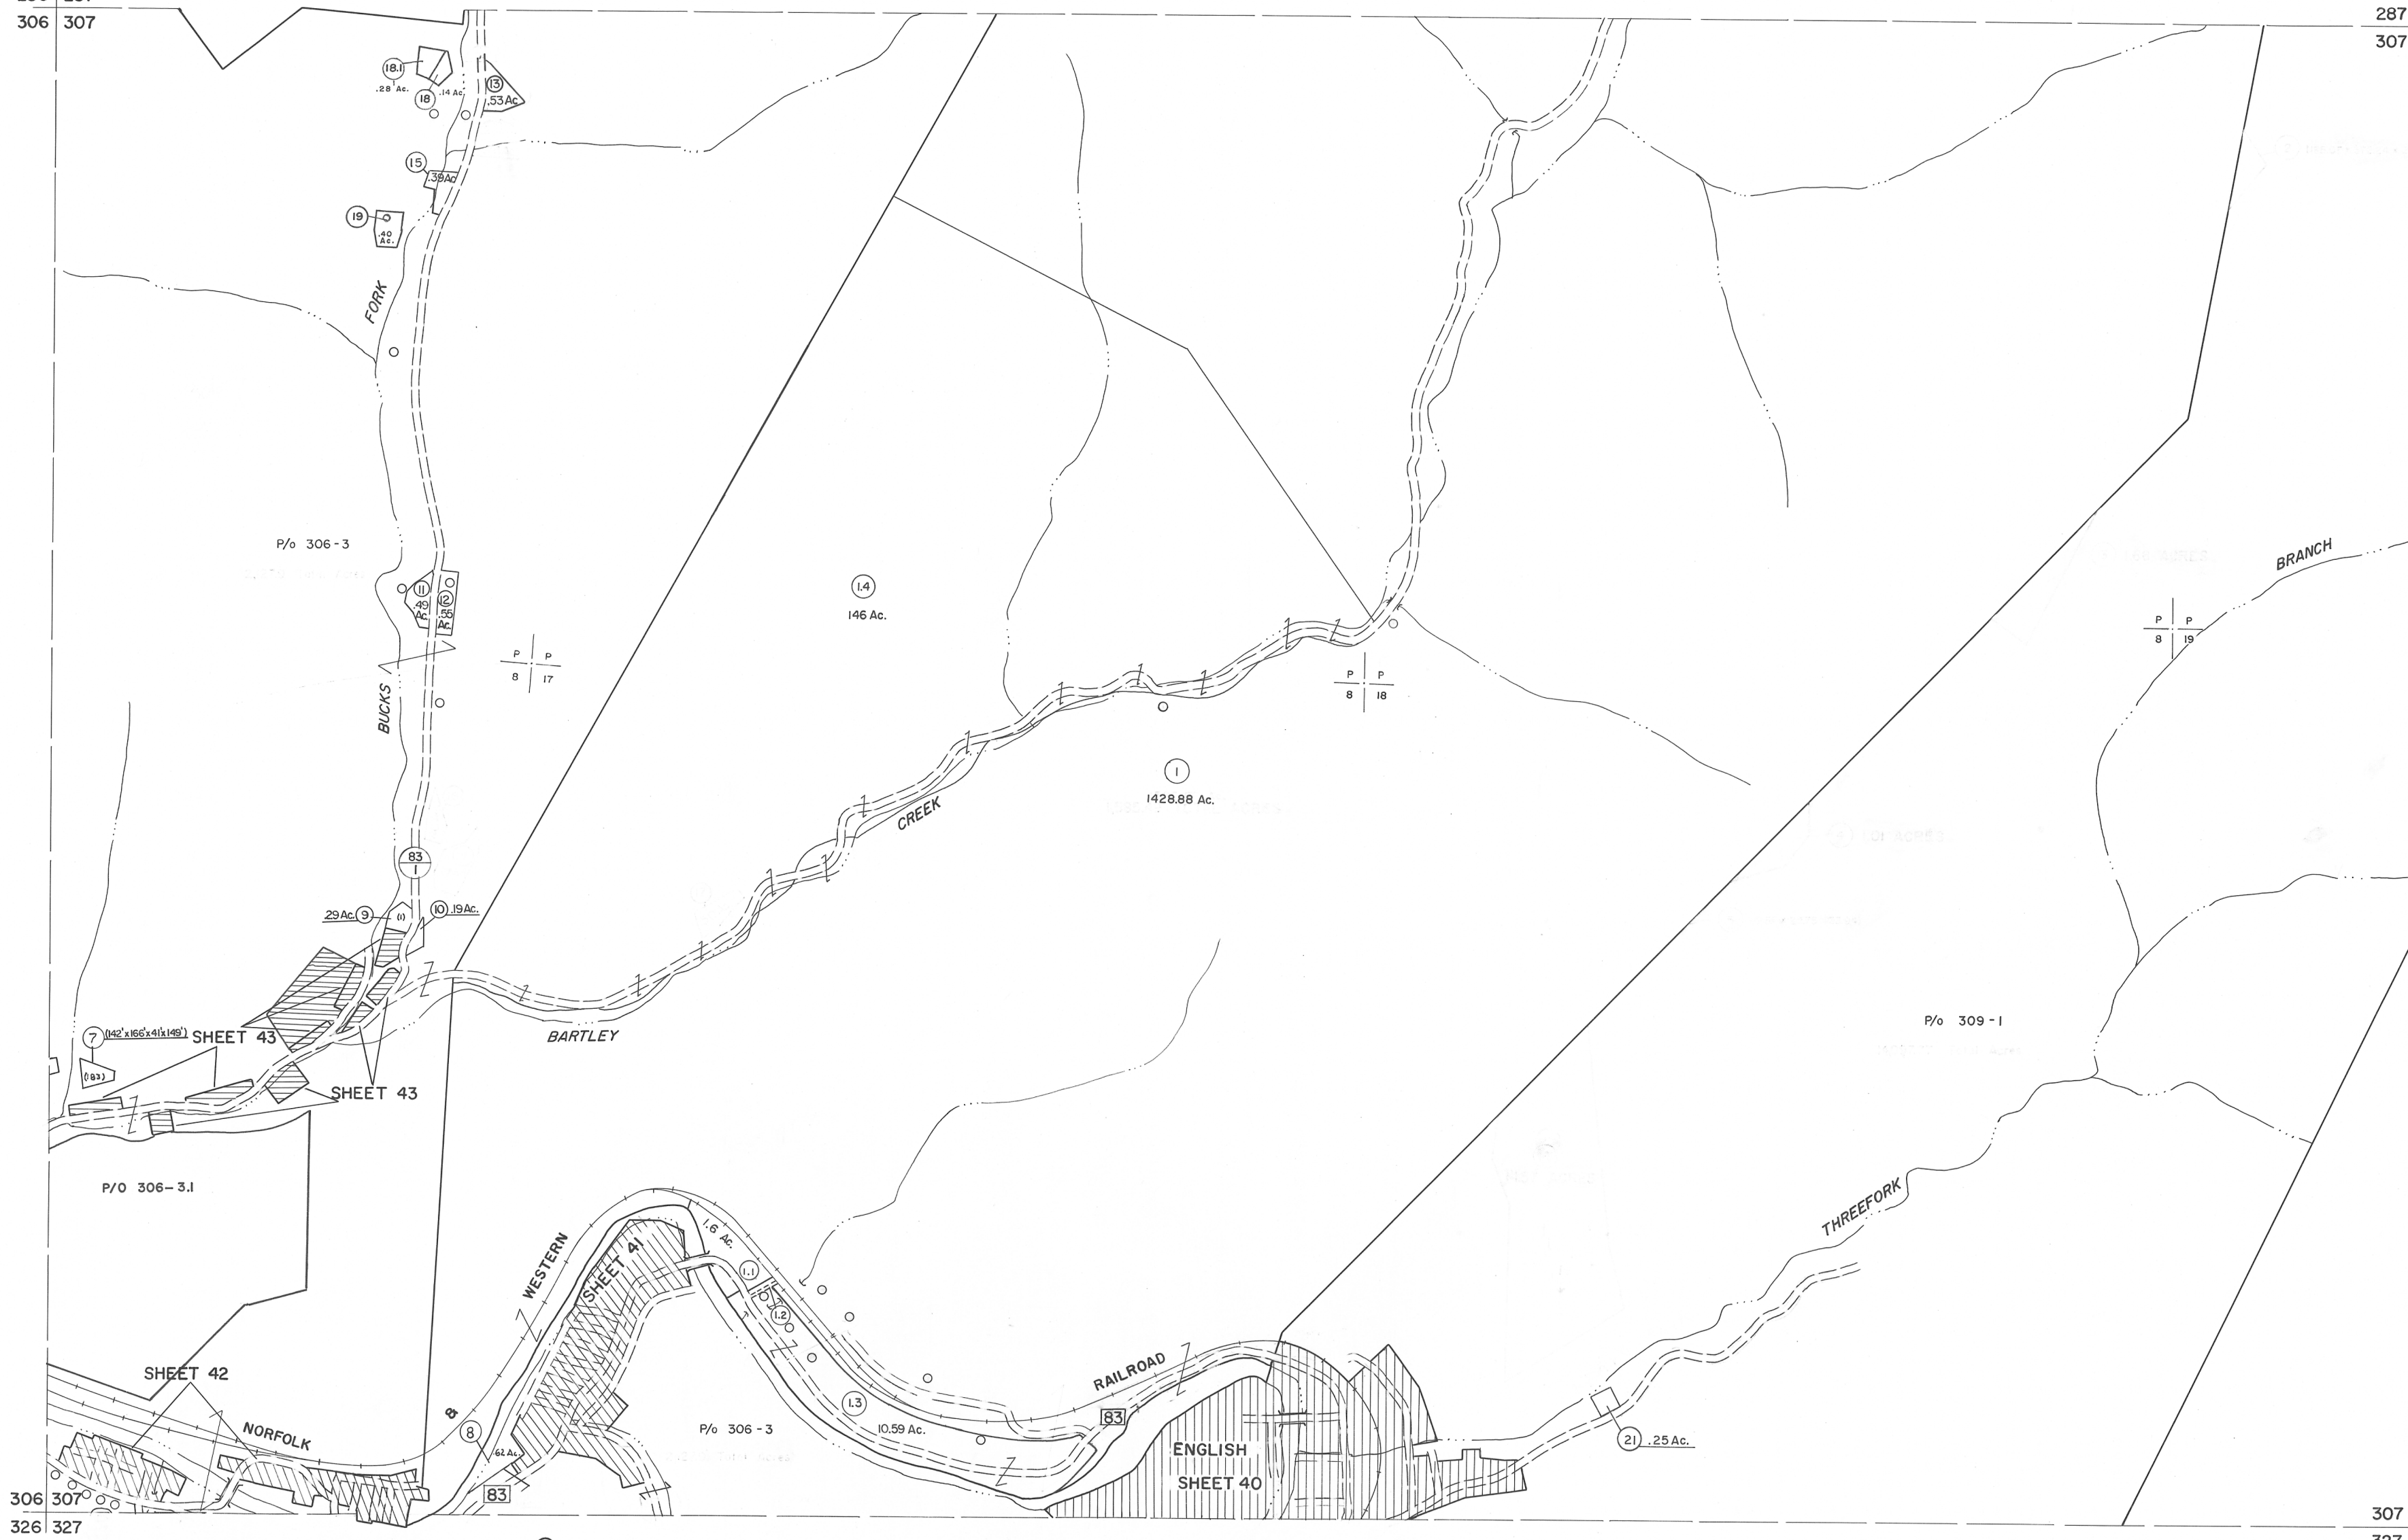 306 307
287
307
18.1
.28 Ac.
18
.14 Ac.
13
.53 Ac.
15
.39 Ac.
19
.40
Ac.
FORK
P/o 306-3
11
.49
Ac.
12
.55
Ac.
BUCKS
P P
8 17
1.4
146 Ac.
P P
8 18
P P
8 19
BRANCH
1
1428.88 Ac.
CREEK
83
1
.29 Ac. 9
(1)
10 .19 Ac.
7 (142'x166'x41'x149')
(183)
SHEET 43
SHEET 43
BARTLEY
P/o 309-1
P/O 306-3.1
THREEFORK
1.6 Ac.
WESTERN
SHEET 41
1.1
1.2
RAILROAD
SHEET 42
NORFOLK
&
8
.62 Ac.
83
P/o 306-3
1.3
10.59 Ac.
83
ENGLISH
SHEET 40
21 .25 Ac.
306 307
326 327
307